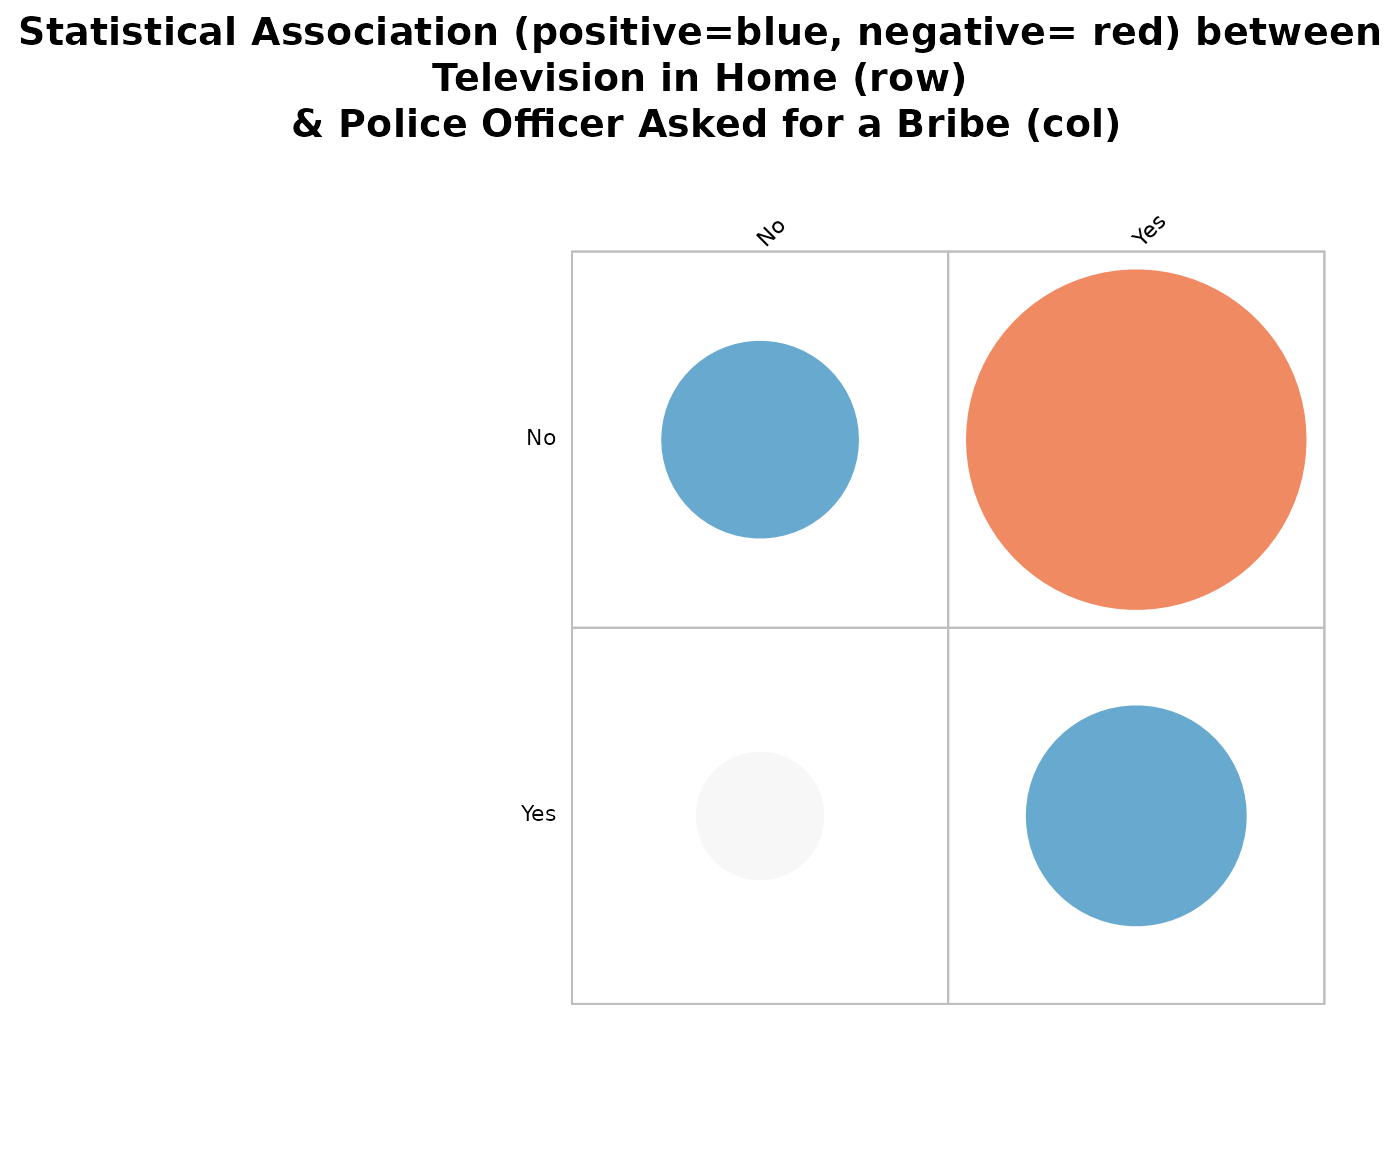 Statistical Association (positive=blue, negative= red) between
Television in Home (row)
& Police Officer Asked for a Bribe (col)
No
Yes
No
Yes